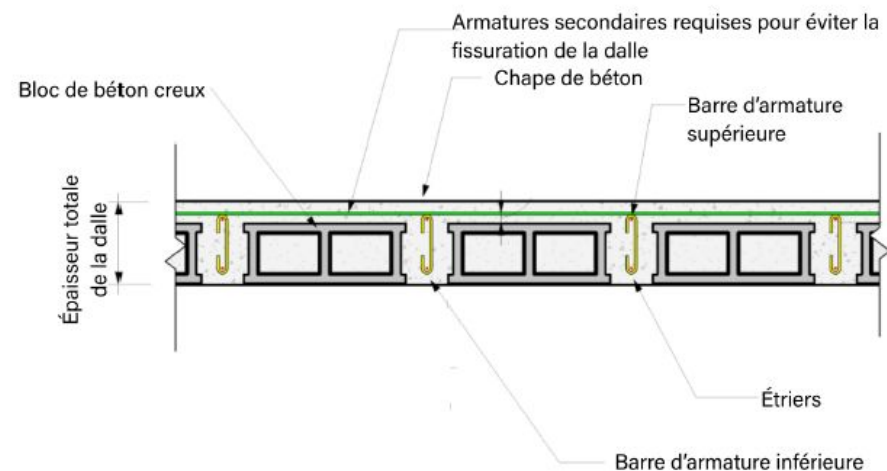 Armatures secondaires requises pour éviter la
fissuration de la dalle
Chape de béton
Bloc de béton creux
Barre d'armature
supérieure
Épaisseur totale
de la dalle
Étriers
Barre d'armature inférieure